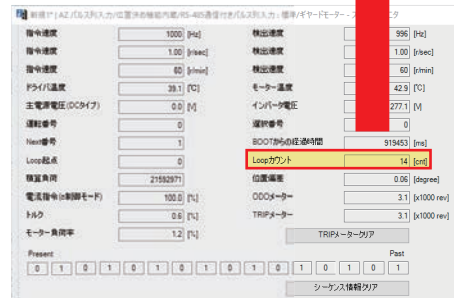 新規1* | AZ /パルス列入力/位置決め機能内蔵/RS-485通信付き/パルス列入力 : 標準/ギヤードモーター - ス
指令速度 1000 [Hz] 検出速度 996 [Hz]
指令速度 1.00 [r/sec] 検出速度 1.00 [r/sec]
指令速度 60 [r/min] 検出速度 60 [r/min]
ドライバ温度 39.1 [℃] モーター温度 42.9 [℃]
主電源電圧(DCタイプ) 0.0 [V] インバータ電圧 277.1 [V]
運転番号 0 選択番号 0
Next番号 1 BOOTからの経過時間 919453 [ms]
Loop起点 0 Loopカウント 14 [cnt]
積算負荷 21592971 位置偏差 0.06 [degree]
電流指令(α制御モード) 100.0 [%] ODOメーター 3.1 [x1000 rev]
トルク 0.6 [%] TRIPメーター 3.1 [x1000 rev]
モーター負荷率 1.2 [%] TRIPメータークリア
Present Past
0 1 0 1 0 1 0 1 0 1 0 1 0 1 0 1
シーケンス情報クリア